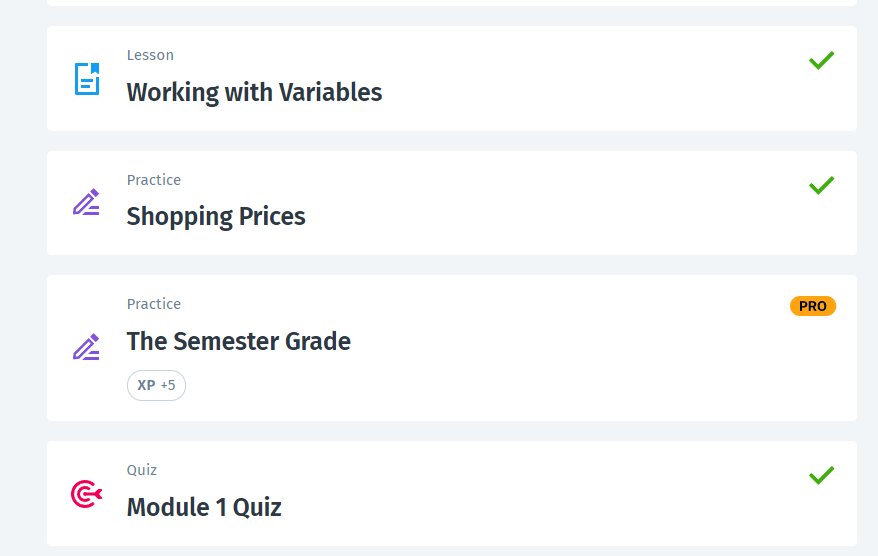 Lesson
Working with Variables
Practice
Shopping Prices
Practice
PRO
The Semester Grade
XP +5
Quiz
Module 1 Quiz